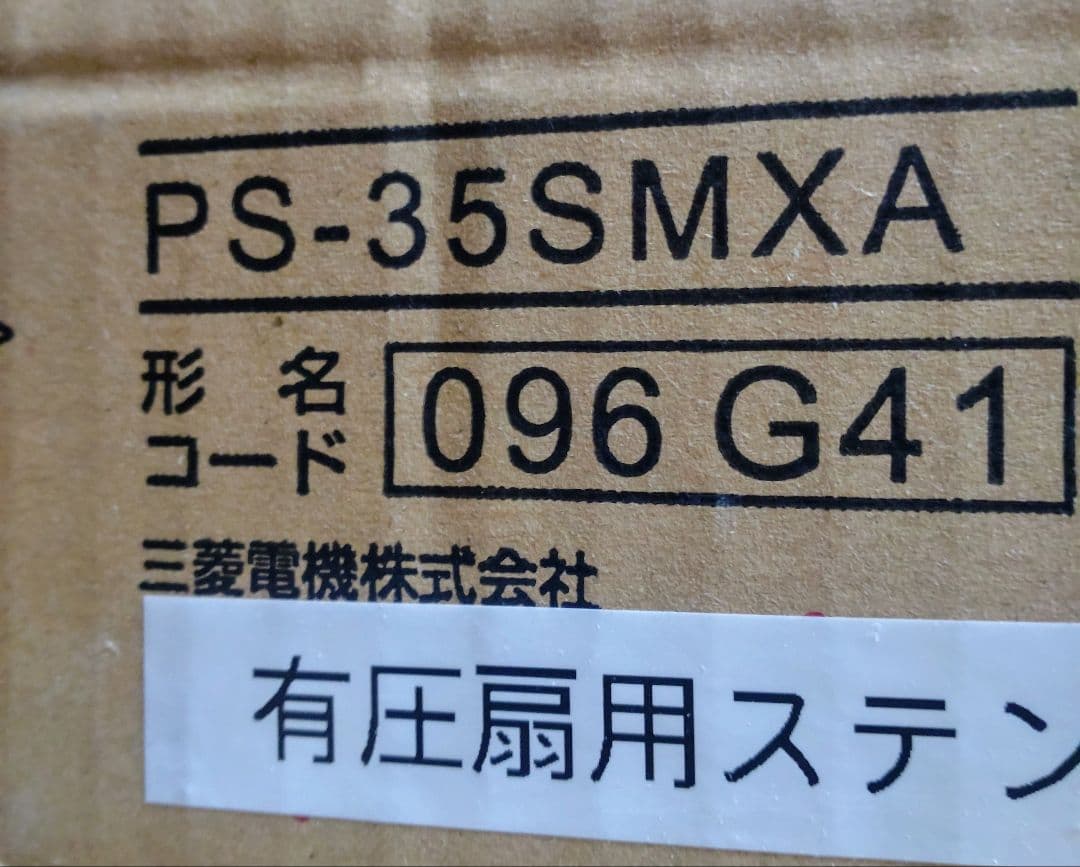 PS-35SMXA
形名
コード
096 G41
三菱電機株式会社
有圧扇用ステン